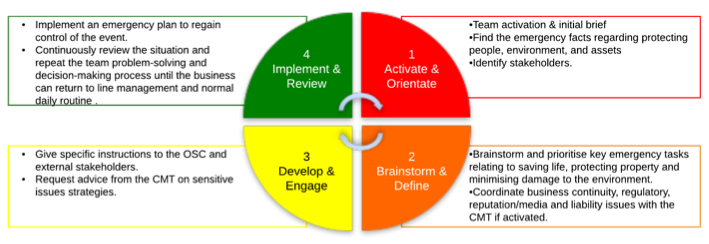 • Implement an emergency plan to regain
control of the event.
• Continuously review the situation and
repeat the team problem-solving and
decision-making process until the business
can return to line management and normal
daily routine .
4
Implement &
Review
1
Activate &
Orientate
•Team activation & initial brief
•Find the emergency facts regarding protecting
people, environment, and assets
•Identify stakeholders.
• Give specific instructions to the OSC and
external stakeholders.
• Request advice from the CMT on sensitive
issues strategies.
3
Develop &
Engage
2
Brainstorm &
Define
•Brainstorm and prioritise key emergency tasks
relating to saving life, protecting property and
minimising damage to the environment.
•Coordinate business continuity, regulatory,
reputation/media and liability issues with the
CMT if activated.